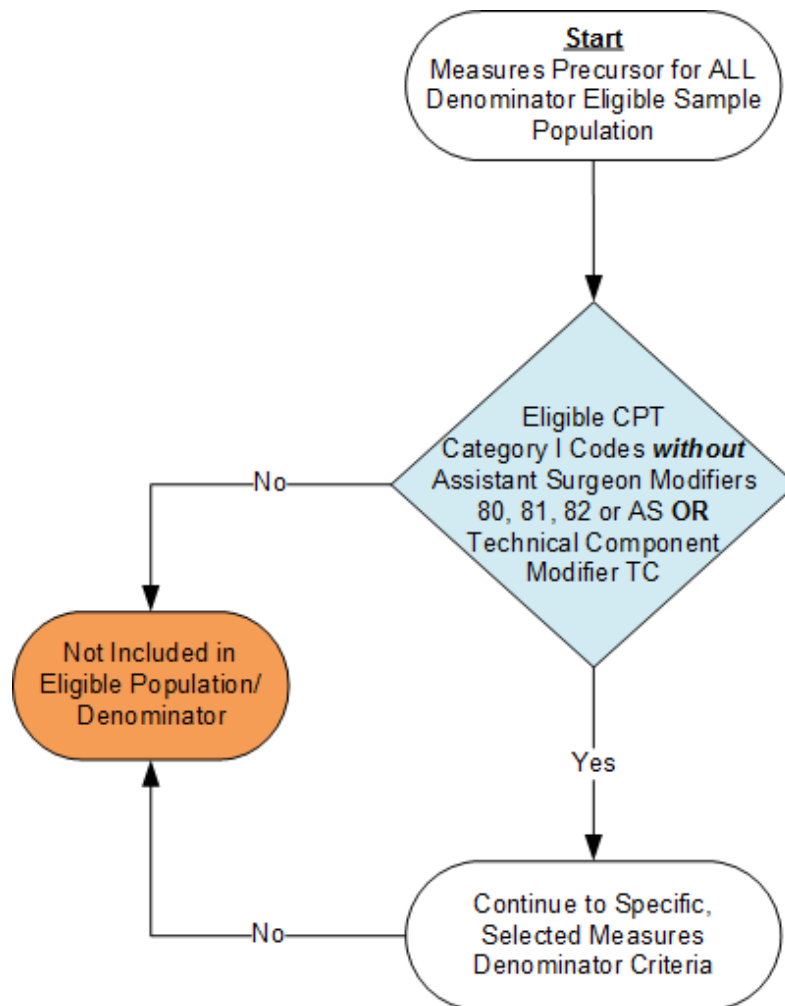 Start
Measures Precursor for ALL
Denominator Eligible Sample
Population
Eligible CPT
Category I Codes without
Assistant Surgeon Modifiers
80, 81, 82 or AS OR
Technical Component
Modifier TC
No
Not Included in
Eligible Population/
Denominator
Yes
Continue to Specific,
Selected Measures
Denominator Criteria
No